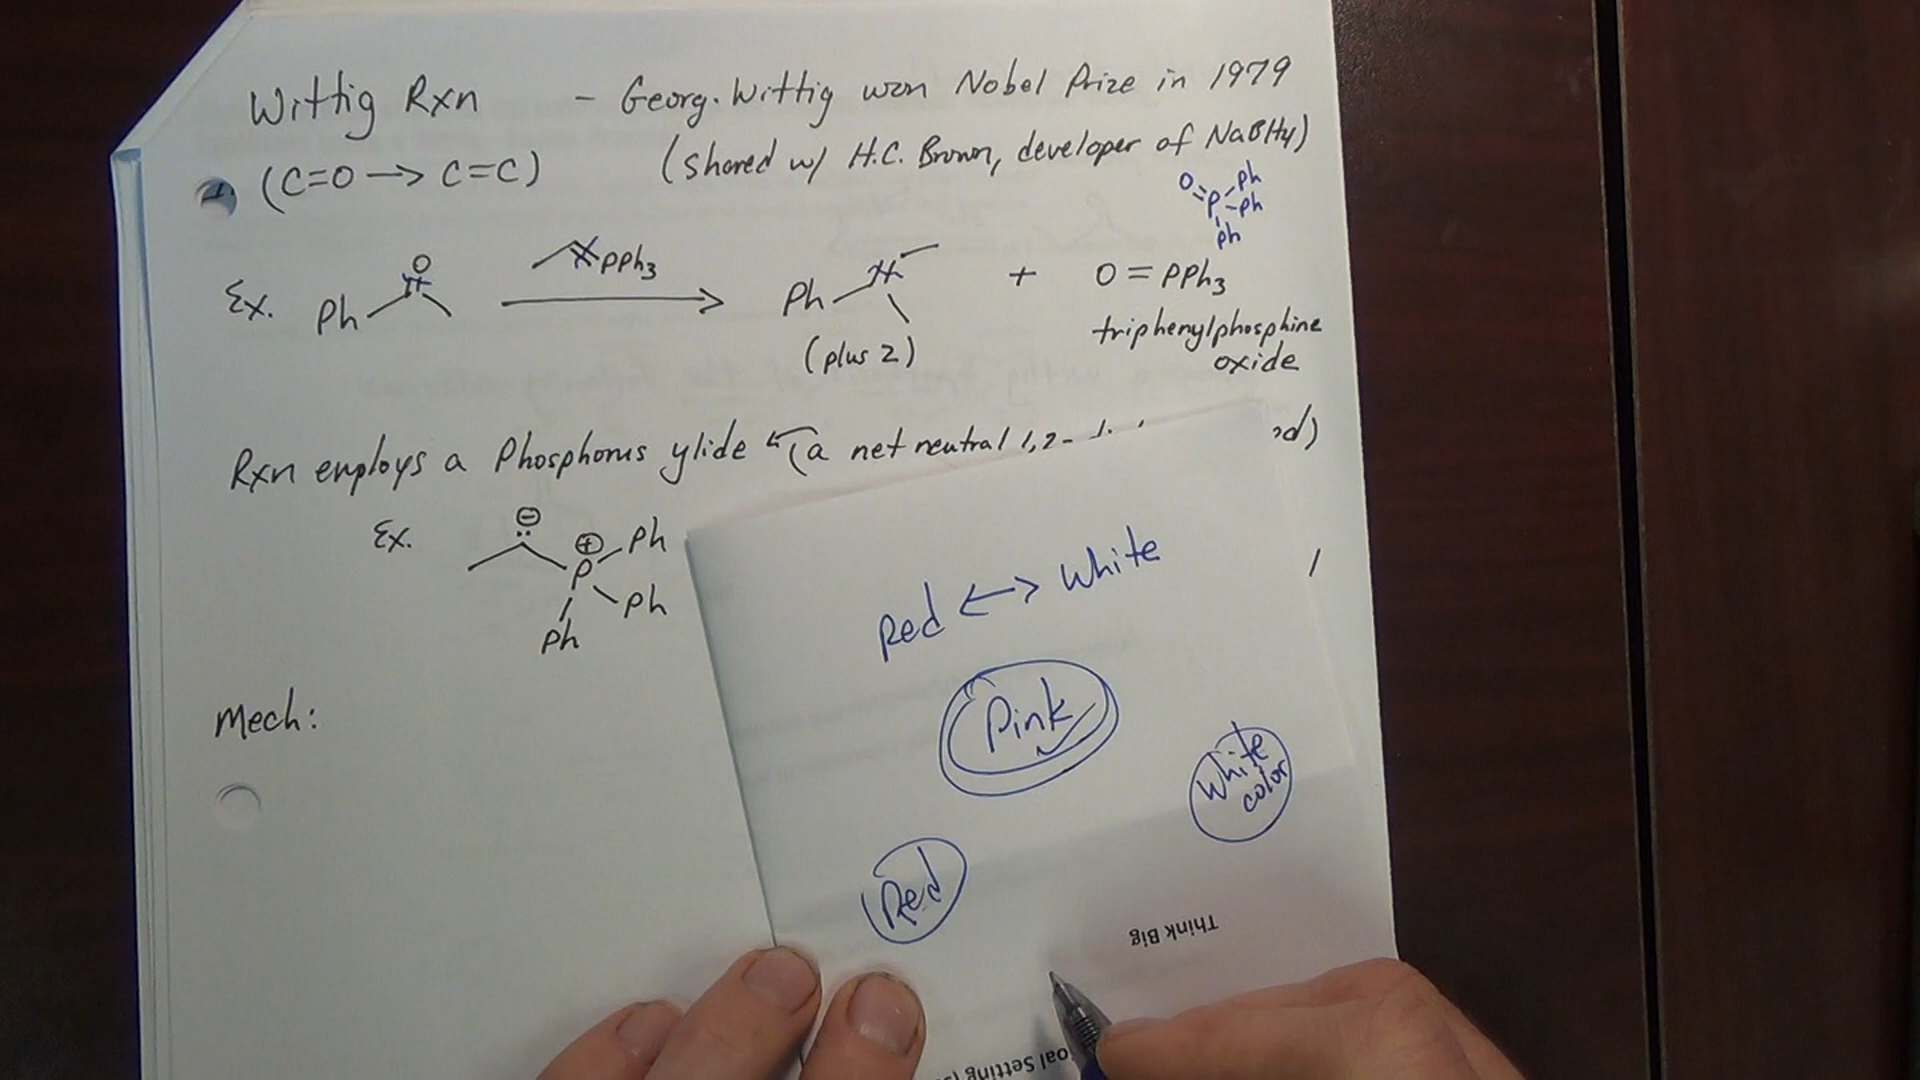 Wittig Rxn - Georg. Wittig won Nobel Prize in 1979
(C=O → C=C) (shared w/ H.C. Brown, developer of NaBH4)
O=P-Ph
-Ph
Ph
Ex. Ph O PPh3 → Ph + O = PPh3
(plus Z) triphenylphosphine
oxide
Rxn employs a Phosphorus ylide (a net neutral 1,2-
Ex. ⊖ ⊕ P Ph
Ph
Ph
Mech:
Red ↔ White
Pink
White
color
Red
Think Big
oal Setting